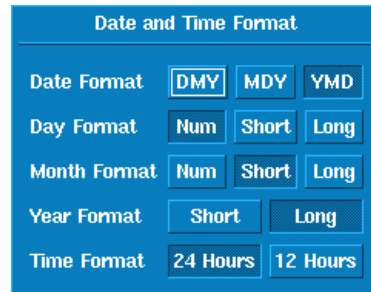 Date and Time Format
Date Format DMY MDY YMD
Day Format Num Short Long
Month Format Num Short Long
Year Format Short Long
Time Format 24 Hours 12 Hours